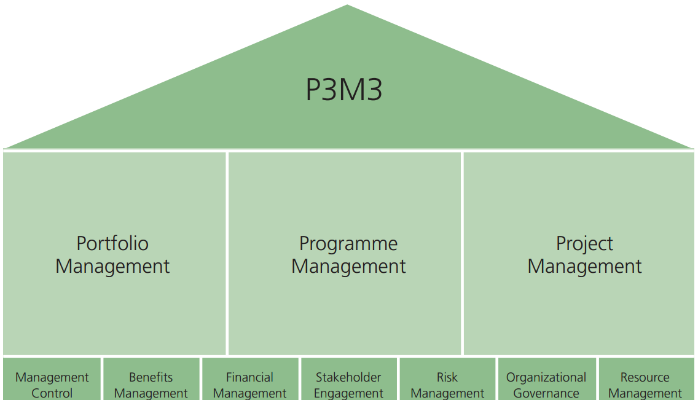 P3M3
Portfolio
Management
Programme
Management
Project
Management
Management
Control
Benefits
Management
Financial
Management
Stakeholder
Engagement
Risk
Management
Organizational
Governance
Resource
Management